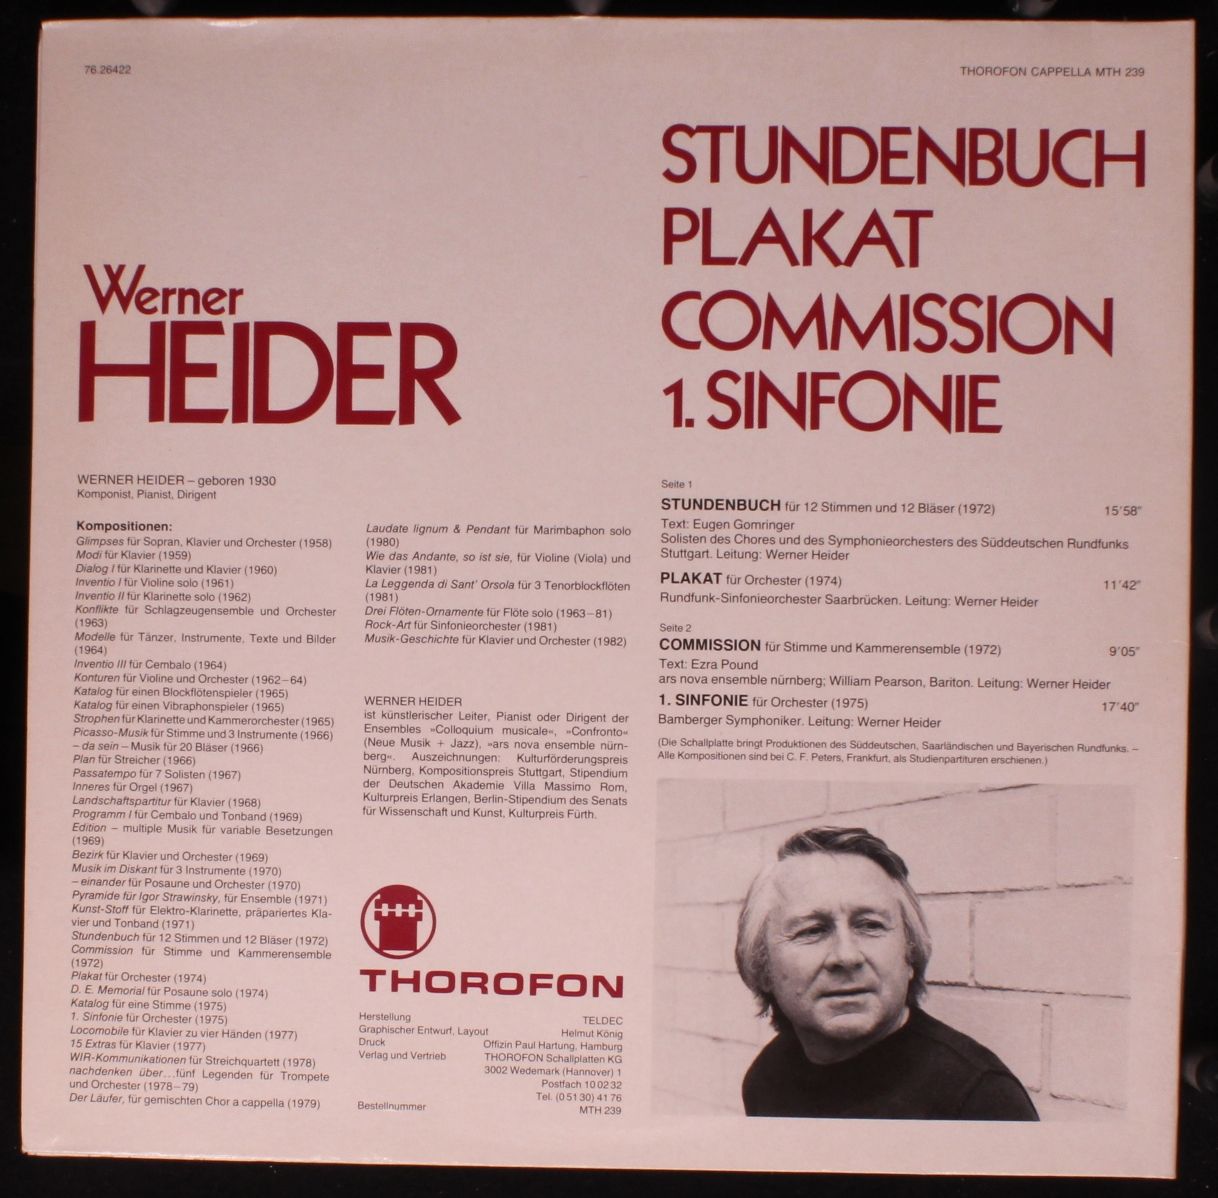 76.26422
THOROFON CAPPELLA MTH 239
STUNDENBUCH
PLAKAT
COMMISSION
1. SINFONIE
Werner
HEIDER
WERNER HEIDER – geboren 1930
Komponist, Pianist, Dirigent
Kompositionen:
Glimpses für Sopran, Klavier und Orchester (1958)
Modi für Klavier (1959)
Dialog I für Klarinette und Klavier (1960)
Inventio I für Violine solo (1961)
Inventio II für Klarinette solo (1962)
Konflikte für Schlagzeugensemble und Orchester
(1963)
Modelle für Tänzer, Instrumente, Texte und Bilder
(1964)
Inventio III für Cembalo (1964)
Konturen für Violine und Orchester (1962–64)
Katalog für einen Blockflötenspieler (1965)
Katalog für einen Vibraphonspieler (1965)
Strophen für Klarinette und Kammerorchester (1965)
Picasso-Musik für Stimme und 3 Instrumente (1966)
– da sein – Musik für 20 Bläser (1966)
Plan für Streicher (1966)
Passatempo für 7 Solisten (1967)
Inneres für Orgel (1967)
Landschaftspartitur für Klavier (1968)
Programm I für Cembalo und Tonband (1969)
Edition – multiple Musik für variable Besetzungen
(1969)
Bezirk für Klavier und Orchester (1969)
Musik im Diskant für 3 Instrumente (1970)
– einander für Posaune und Orchester (1970)
Pyramide für Igor Strawinsky, für Ensemble (1971)
Kunst-Stoff für Elektro-Klarinette, präpariertes Kla-
vier und Tonband (1971)
Stundenbuch für 12 Stimmen und 12 Bläser (1972)
Commission für Stimme und Kammerensemble
(1972)
Plakat für Orchester (1974)
D. E. Memorial für Posaune solo (1974)
Katalog für eine Stimme (1975)
1. Sinfonie für Orchester (1975)
Locomobile für Klavier zu vier Händen (1977)
15 Extras für Klavier (1977)
WIR-Kommunikationen für Streichquartett (1978)
nachdenken über...fünf Legenden für Trompete
und Orchester (1978–79)
Der Läufer, für gemischten Chor a cappella (1979)
Laudate lignum & Pendant für Marimbaphon solo
(1980)
Wie das Andante, so ist sie, für Violine (Viola) und
Klavier (1981)
La Leggenda di Sant' Orsola für 3 Tenorblockflöten
(1981)
Drei Flöten-Ornamente für Flöte solo (1963–81)
Rock-Art für Sinfonieorchester (1981)
Musik-Geschichte für Klavier und Orchester (1982)
WERNER HEIDER
ist künstlerischer Leiter, Pianist oder Dirigent der
Ensembles »Colloquium musicale«, »Confronto«
(Neue Musik + Jazz), »ars nova ensemble nürn-
berg«. Auszeichnungen: Kulturförderungspreis
Nürnberg, Kompositionspreis Stuttgart, Stipendium
der Deutschen Akademie Villa Massimo Rom,
Kulturpreis Erlangen, Berlin-Stipendium des Senats
für Wissenschaft und Kunst, Kulturpreis Fürth.
THOROFON
Herstellung TELDEC
Graphischer Entwurf, Layout Helmut König
Druck Offizin Paul Hartung, Hamburg
Verlag und Vertrieb THOROFON Schallplatten KG
3002 Wedemark (Hannover) 1
Postfach 10 02 32
Tel. (0 51 30) 41 76
Bestellnummer MTH 239
Seite 1
STUNDENBUCH für 12 Stimmen und 12 Bläser (1972) 15'58"
Text: Eugen Gomringer
Solisten des Chores und des Symphonieorchesters des Süddeutschen Rundfunks
Stuttgart. Leitung: Werner Heider
PLAKAT für Orchester (1974) 11'42"
Rundfunk-Sinfonieorchester Saarbrücken. Leitung: Werner Heider
Seite 2
COMMISSION für Stimme und Kammerensemble (1972) 9'05"
Text: Ezra Pound
ars nova ensemble nürnberg; William Pearson, Bariton. Leitung: Werner Heider
1. SINFONIE für Orchester (1975) 17'40"
Bamberger Symphoniker. Leitung: Werner Heider
(Die Schallplatte bringt Produktionen des Süddeutschen, Saarländischen und Bayerischen Rundfunks. –
Alle Kompositionen sind bei C. F. Peters, Frankfurt, als Studienpartituren erschienen.)